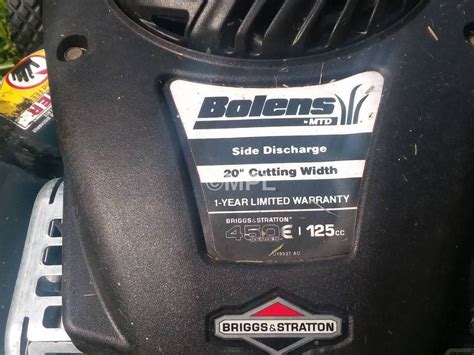 Bolens
by MTD
Side Discharge
20" Cutting Width
©MPL
1-YEAR LIMITED WARRANTY
BRIGGS&STRATTON
450E 125cc
SERIES
BRIGGS&STRATTON